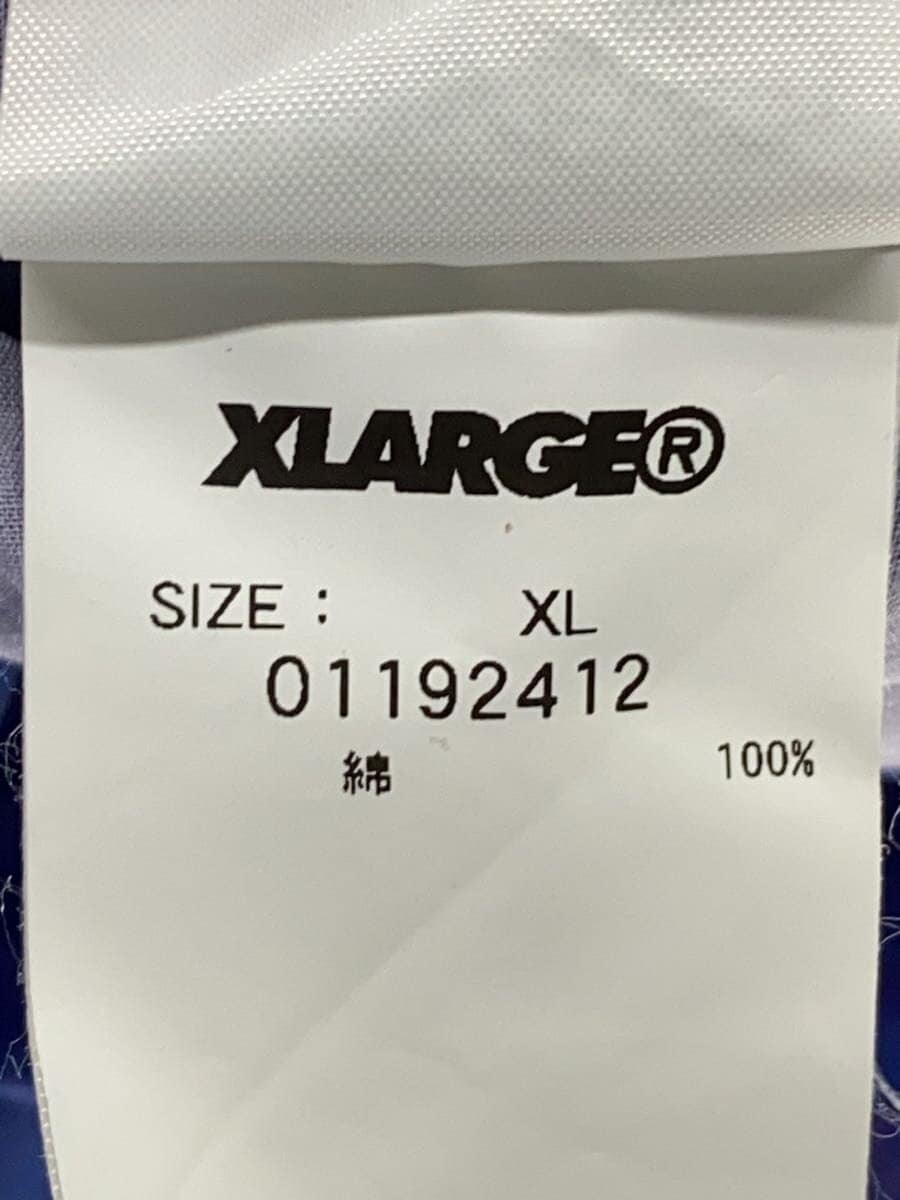 XLARGE®
SIZE : XL
01192412
綿 100%